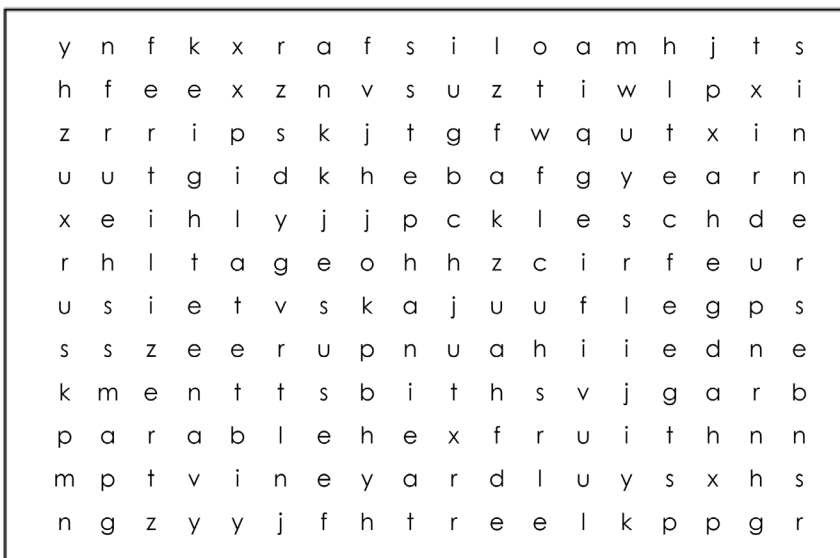 y n f k x r a f s i l o a m h j t s
h f e e x z n v s u z t i w l p x i
z r r i p s k j t g f w q u t x i n
u u t g i d k h e b a f g y e a r n
x e i h l y j j p c k l e s c h d e
r h l t a g e o h h z c i r f e u r
u s i e t v s k a j u u f l e g p s
s s z e e r u p n u a h i i e d n e
k m e n t t s b i t h s v j g a r b
p a r a b l e h e x f r u i t h n n
m p t v i n e y a r d l u y s x h s
n g z y y j f h t r e e l k p p g r